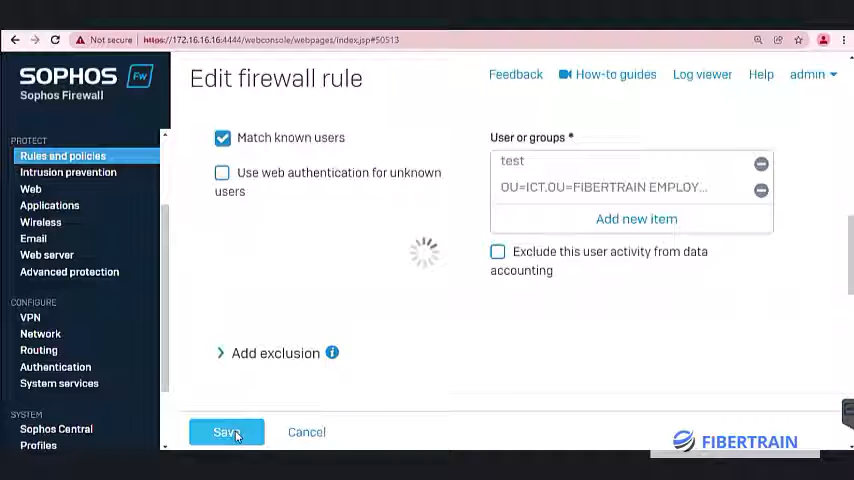 Not secure
https://172.16.16.16:4444/webconsole/webpages/index.jsp#50513
SOPHOS Fw
Sophos Firewall
Edit firewall rule
Feedback
How-to guides
Log viewer
Help
admin
PROTECT
Rules and policies
Intrusion prevention
Web
Applications
Wireless
Email
Web server
Advanced protection
CONFIGURE
VPN
Network
Routing
Authentication
System services
SYSTEM
Sophos Central
Profiles
Match known users
Use web authentication for unknown
users
User or groups *
test
OU=ICT,OU=FIBERTRAIN EMPLOY...
Add new item
Exclude this user activity from data
accounting
Add exclusion
Save
Cancel
FIBERTRAIN